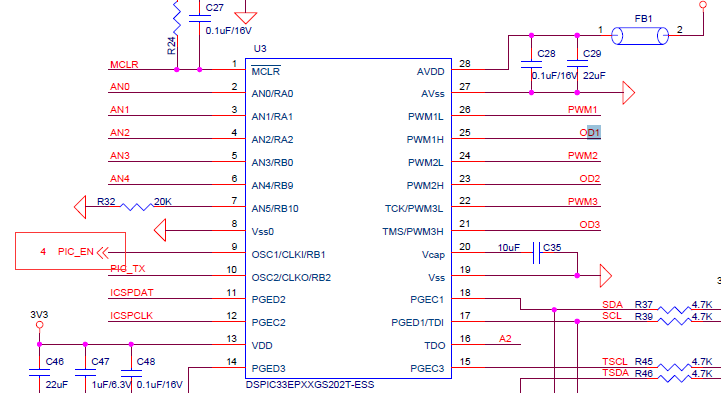 C27
0.1uF/16V
R24
FB1
1 2
U3
C28
0.1uF/16V
C29
22uF
MCLR 1 MCLR AVDD 28
AN0 2 AN0/RA0 AVss 27
AN1 3 AN1/RA1 PWM1L 26 PWM1
AN2 4 AN2/RA2 PWM1H 25 OD1
AN3 5 AN3/RB0 PWM2L 24 PWM2
AN4 6 AN4/RB9 PWM2H 23 OD2
R32 20K 7 AN5/RB10 TCK/PWM3L 22 PWM3
8 Vss0 TMS/PWM3H 21 OD3
4 PIC_EN 9 OSC1/CLKI/RB1 Vcap 20 10uF C35
PIC_TX 10 OSC2/CLKO/RB2 Vss 19
ICSPDAT 11 PGED2 PGEC1 18 SDA R37 4.7K
ICSPCLK 12 PGEC2 PGED1/TDI 17 SCL R39 4.7K
3V3
13 VDD TDO 16 A2
14 PGED3 PGEC3 15 TSCL R45 4.7K
TSDA R46 4.7K
C46 C47 C48
22uF 1uF/6.3V 0.1uF/16V
DSPIC33EPXXGS202T-ESS